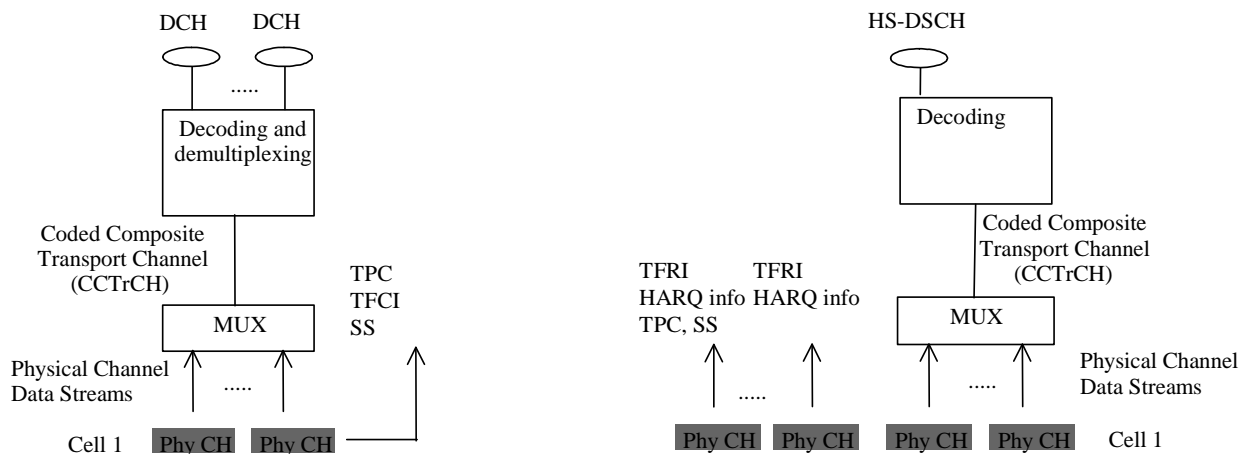 DCH DCH
.....
Decoding and
demultiplexing
Coded Composite
Transport Channel
(CCTrCH)
TPC
TFCI
SS
MUX
Physical Channel
Data Streams
.....
Cell 1 Phy CH Phy CH
HS-DSCH
Decoding
Coded Composite
Transport Channel
(CCTrCH)
TFRI
HARQ info
TPC, SS
TFRI
HARQ info
MUX
Physical Channel
Data Streams
.....
.....
Phy CH Phy CH Phy CH Phy CH Cell 1